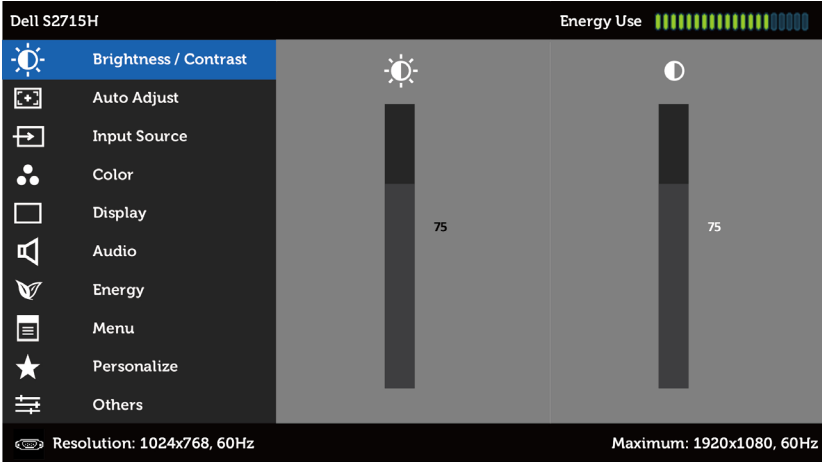 Dell S2715H
Energy Use
Brightness / Contrast
Auto Adjust
Input Source
Color
Display
Audio
Energy
Menu
Personalize
Others
75
75
Resolution: 1024x768, 60Hz
Maximum: 1920x1080, 60Hz